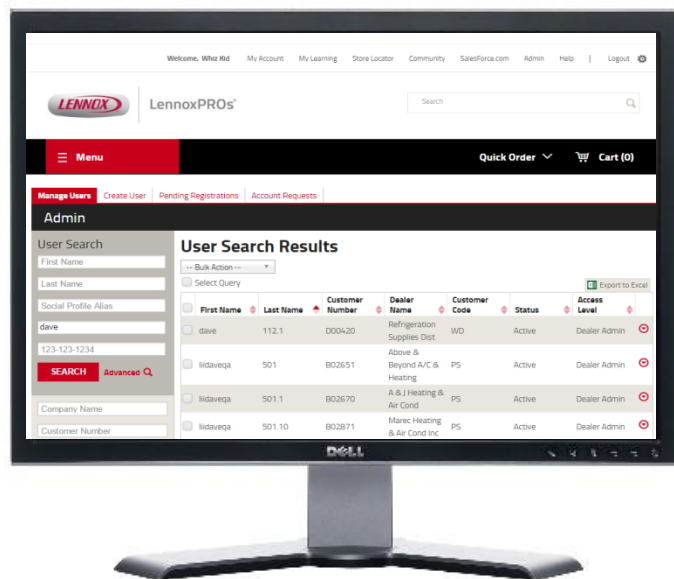 Welcome, Whiz Kid My Account My Learning Store Locator Community SalesForce.com Admin Help | Logout
LENNOX LennoxPROs® Search
Menu Quick Order Cart (0)
Manage Users Create User Pending Registrations Account Requests
Admin
User Search
First Name
Last Name
Social Profile Alias
dave
123-123-1234
SEARCH Advanced
Company Name
Customer Number
User Search Results
-- Bulk Action --
Select Query Export to Excel
First Name Last Name Customer Number Dealer Name Customer Code Status Access Level
dave 112.1 D00420 Refrigeration Supplies Dist WD Active Dealer Admin
liidaveqa 501 B02651 Above & Beyond A/C & Heating PS Active Dealer Admin
liidaveqa 501.1 B02670 A & J Heating & Air Cond PS Active Dealer Admin
liidaveqa 501.10 B02871 Marec Heating & Air Cond Inc PS Active Dealer Admin
DELL